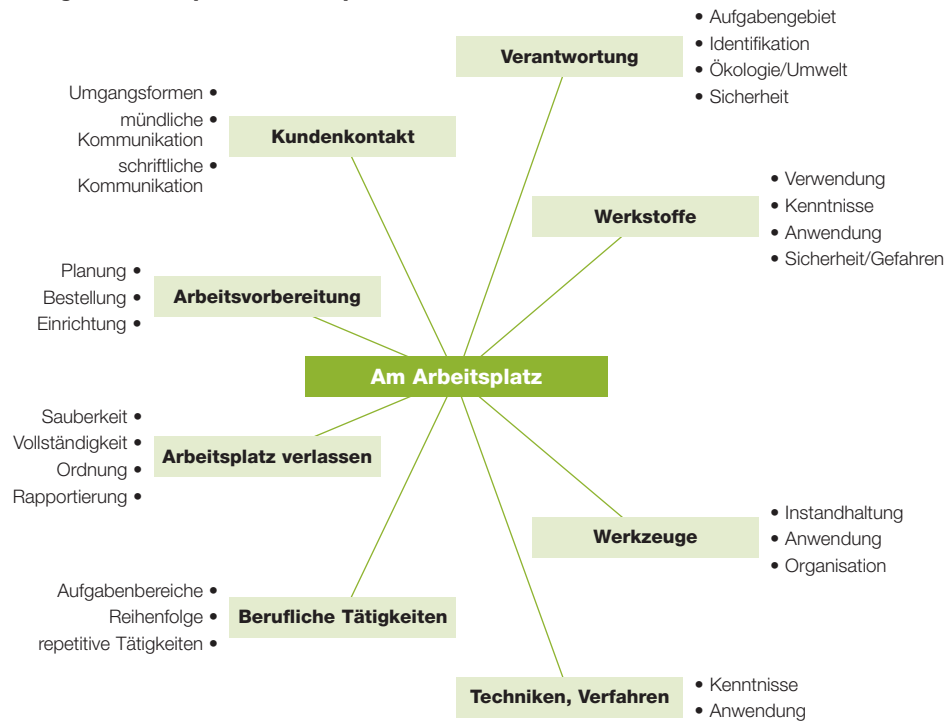 Verantwortung
• Aufgabengebiet
• Identifikation
• Ökologie/Umwelt
• Sicherheit
Umgangsformen •
mündliche •
Kommunikation
schriftliche •
Kommunikation
Kundenkontakt
Werkstoffe
• Verwendung
• Kenntnisse
• Anwendung
• Sicherheit/Gefahren
Planung •
Bestellung •
Einrichtung •
Arbeitsvorbereitung
Am Arbeitsplatz
Sauberkeit •
Vollständigkeit •
Ordnung •
Rapportierung •
Arbeitsplatz verlassen
Werkzeuge
• Instandhaltung
• Anwendung
• Organisation
Aufgabenbereiche •
Reihenfolge •
repetitive Tätigkeiten •
Berufliche Tätigkeiten
Techniken, Verfahren
• Kenntnisse
• Anwendung